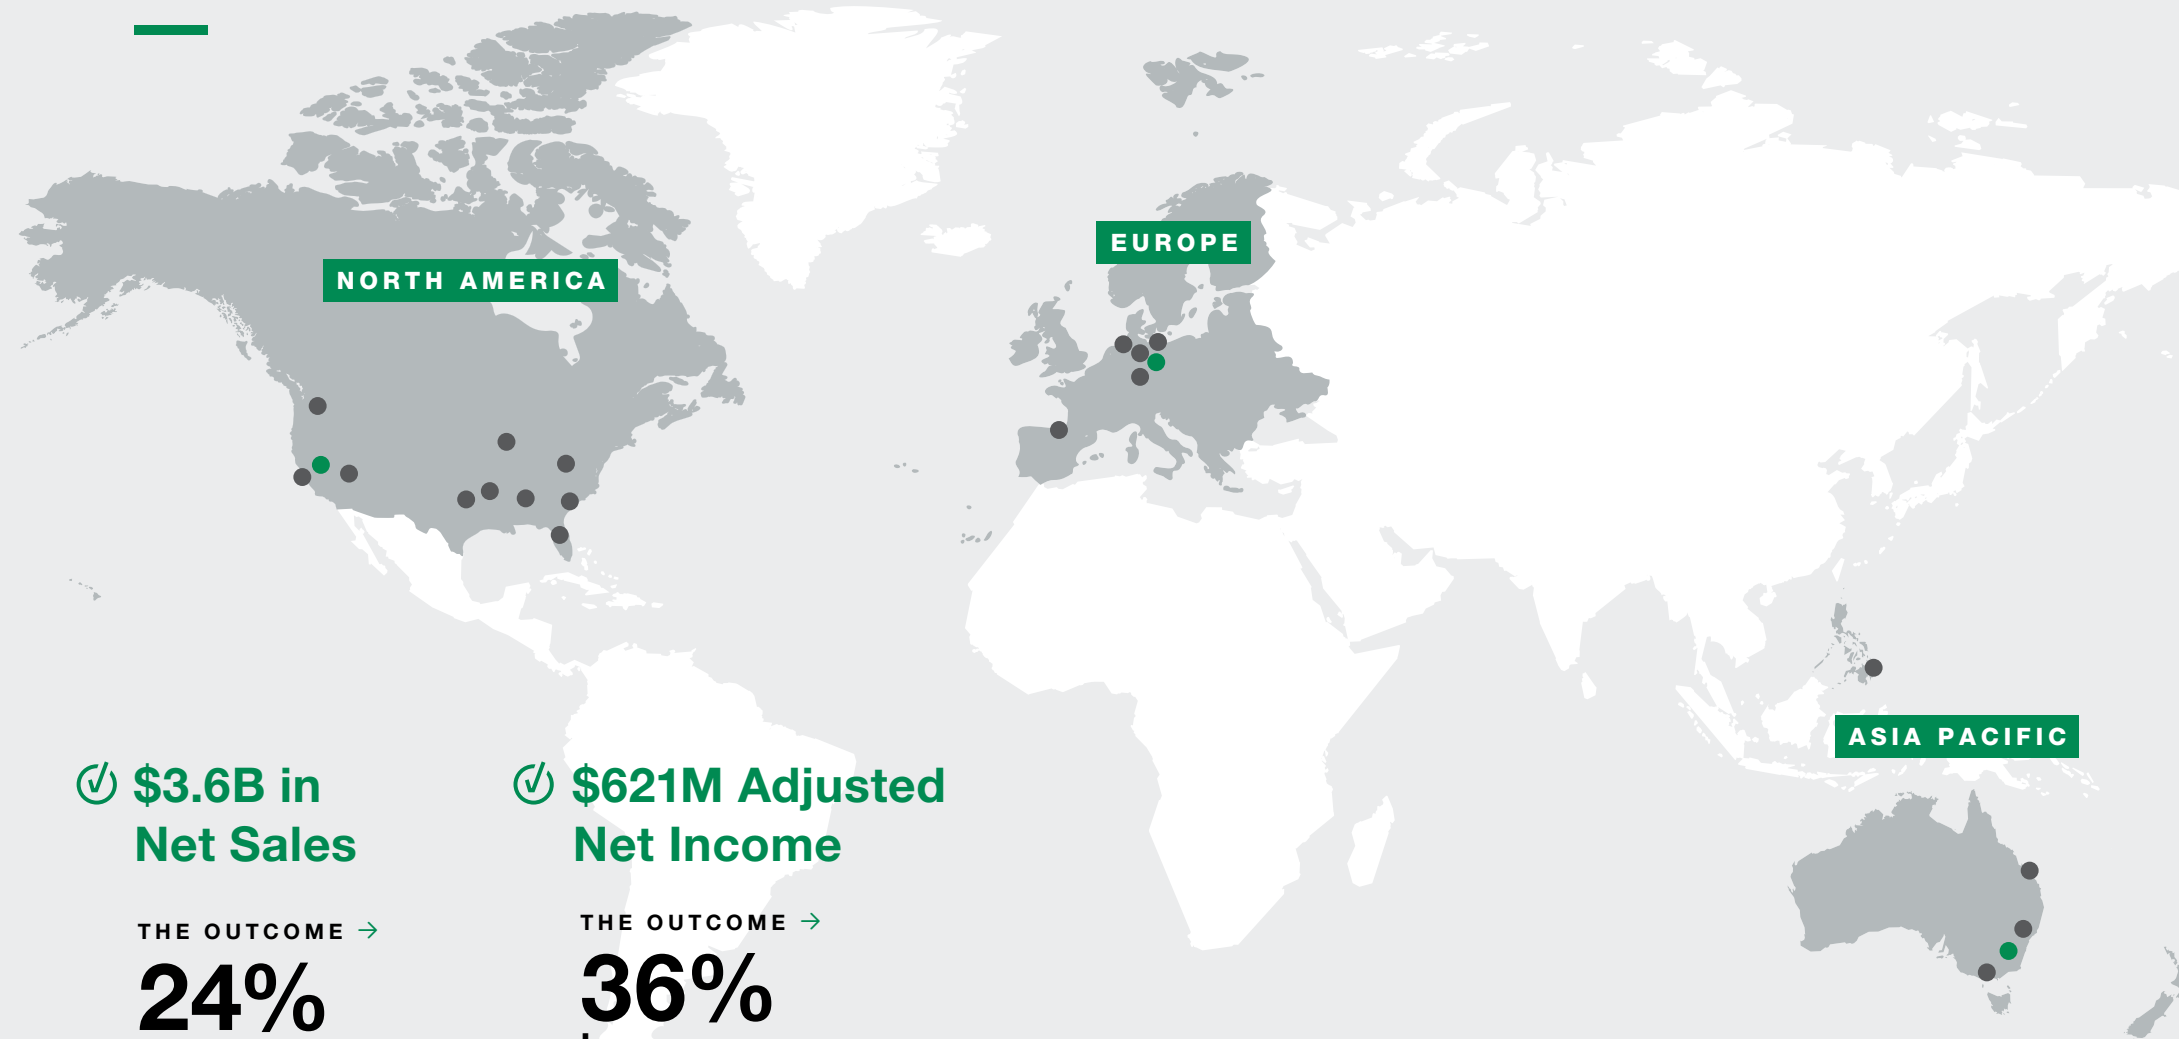 EUROPE
NORTH AMERICA
ASIA PACIFIC
$3.6B in
Net Sales
THE OUTCOME →
24%
$621M Adjusted
Net Income
THE OUTCOME →
36%